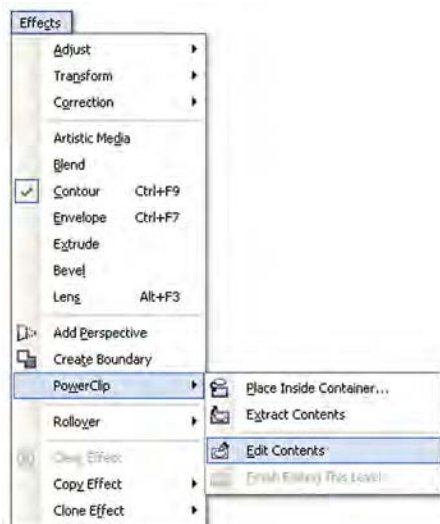 Effects
Adjust
Transform
Correction
Artistic Media
Blend
Contour Ctrl+F9
Envelope Ctrl+F7
Extrude
Bevel
Lens Alt+F3
Add Perspective
Create Boundary
PowerClip
Rollover
Clear Effect
Copy Effect
Clone Effect
Place Inside Container...
Extract Contents
Edit Contents
Finish Editing This Level